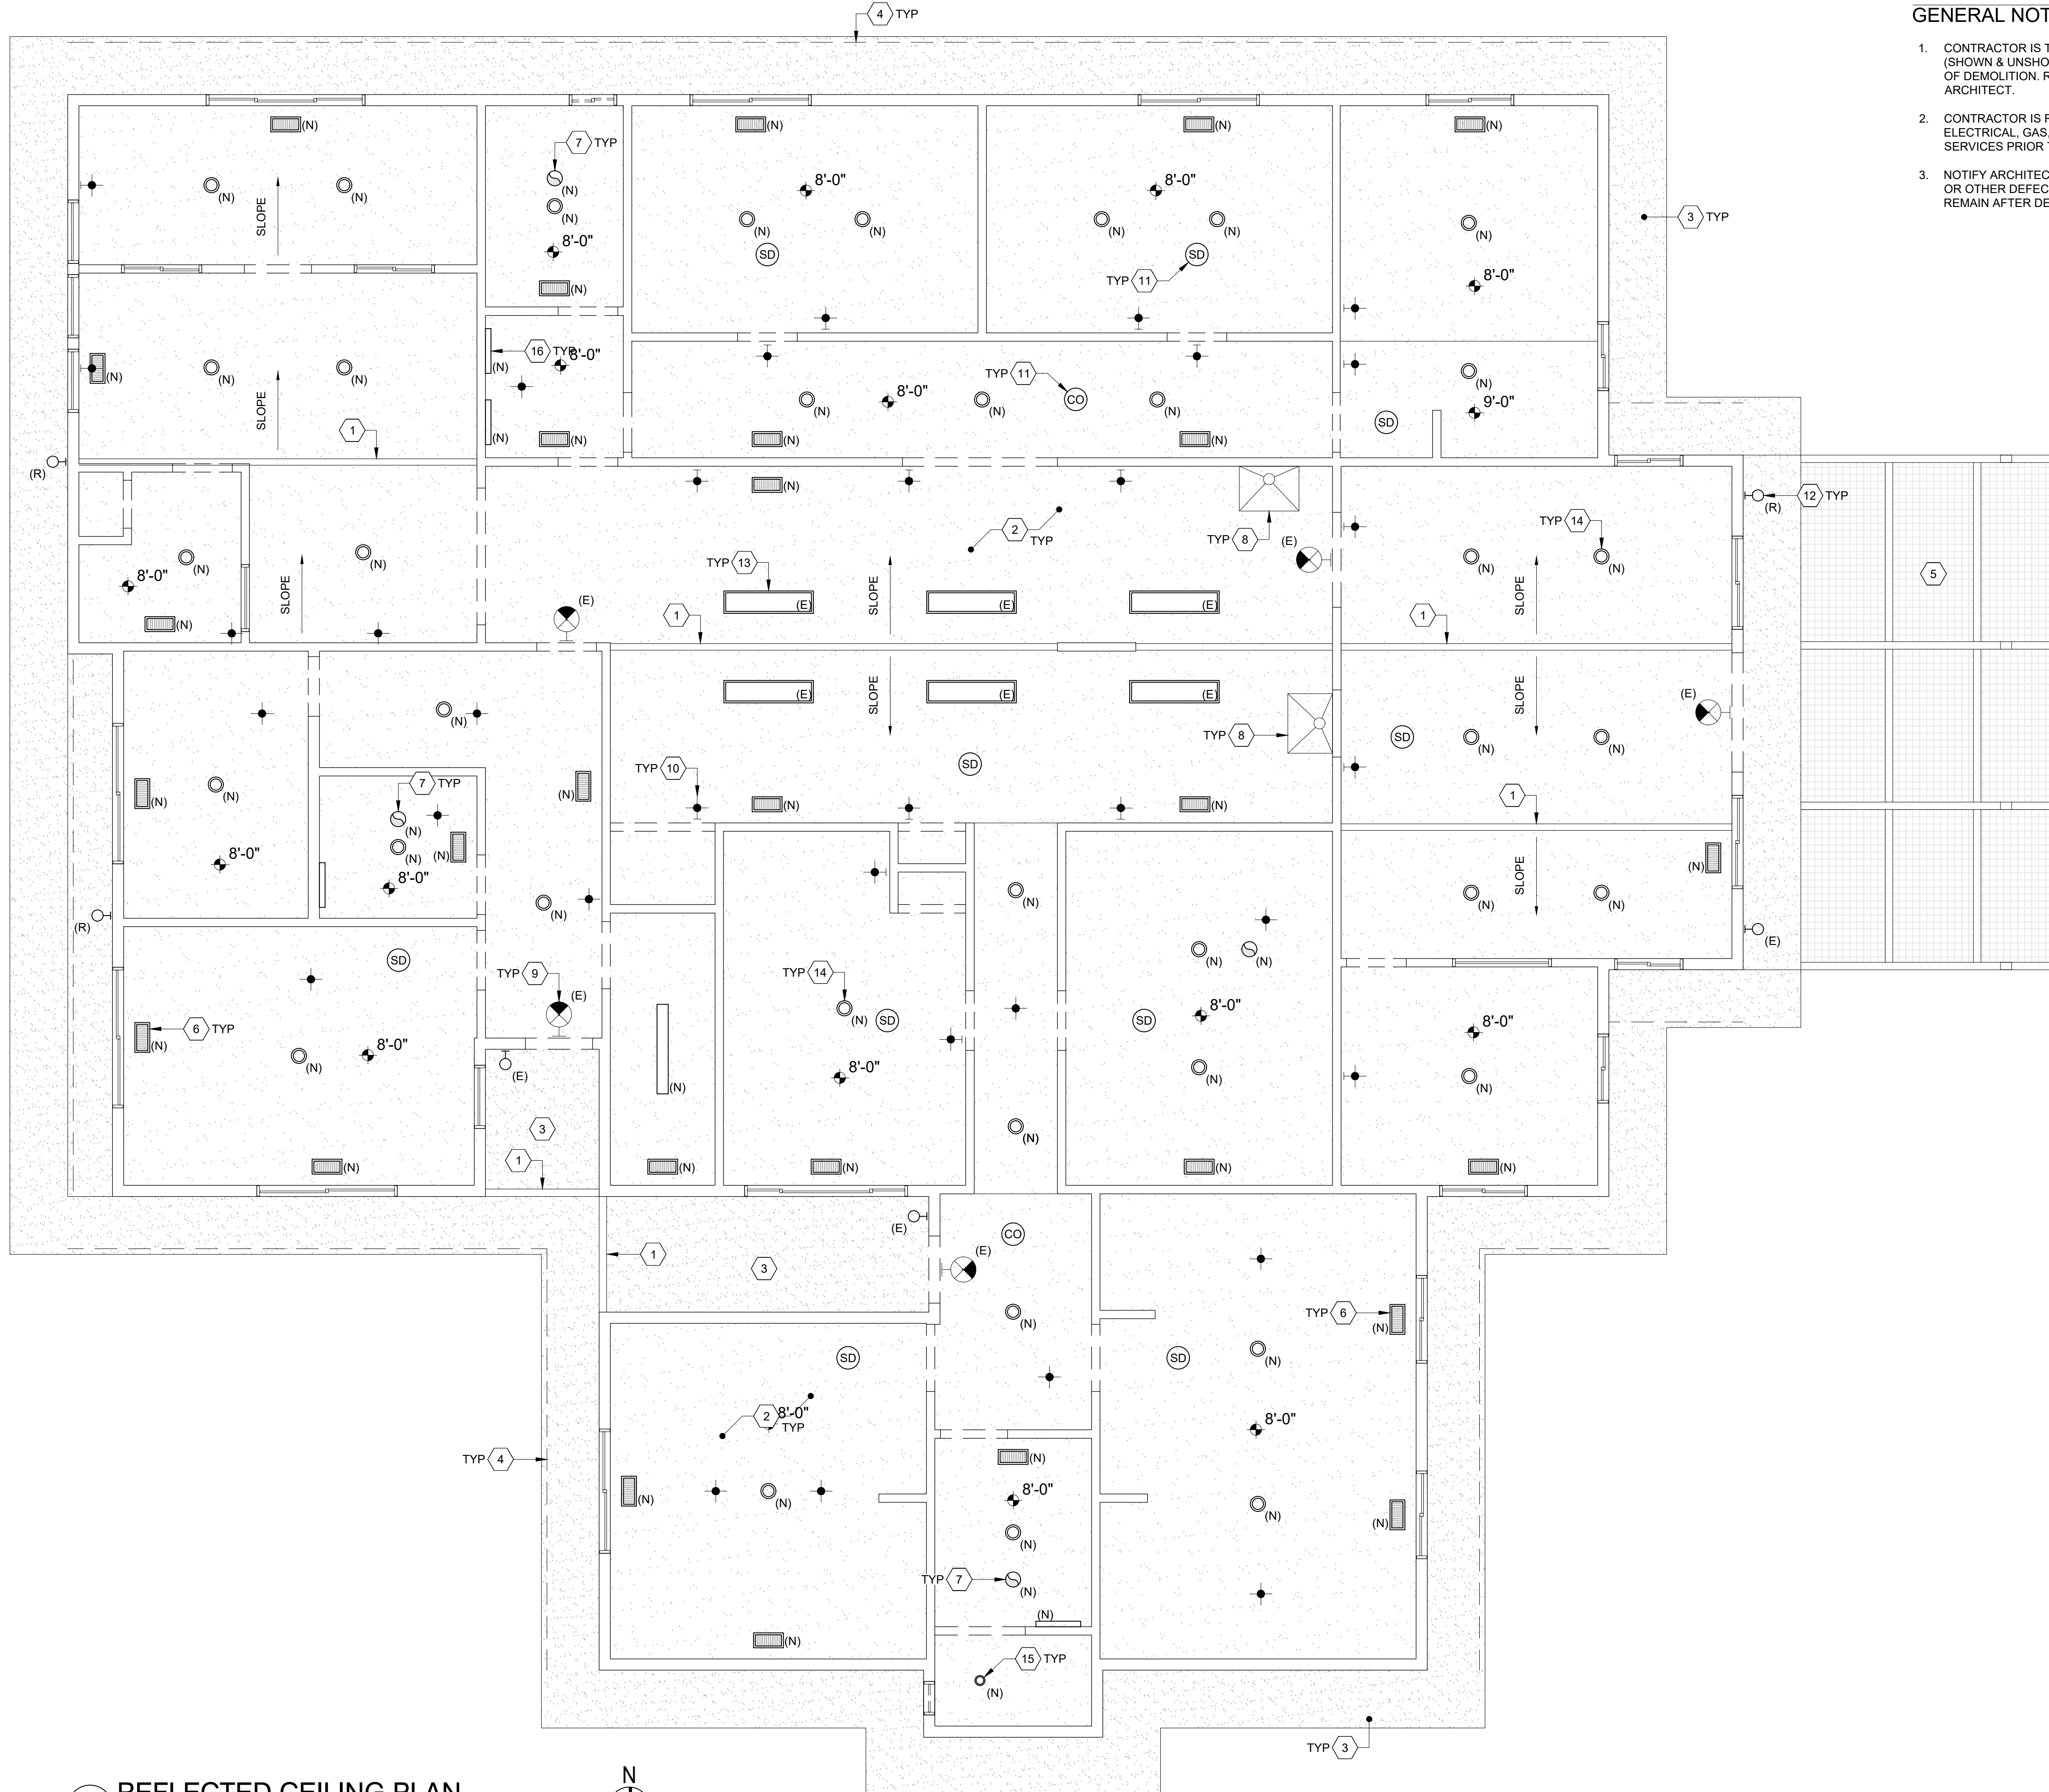 4 TYP
GENERAL NOT
1. CONTRACTOR IS T
(SHOWN & UNSHO
OF DEMOLITION. R
ARCHITECT.
2. CONTRACTOR IS F
ELECTRICAL, GAS,
SERVICES PRIOR T
3. NOTIFY ARCHITEC
OR OTHER DEFEC
REMAIN AFTER DE
(N)
7 TYP
(N)
(N)
(N)
(N)
(N) (N)
SLOPE
(N)
(N)
8'-0"
(N)
8'-0"
(N) (N)
SD
8'-0"
(N) (N)
SD
TYP 11
(N)
8'-0"
3 TYP
(N)
(N) (N)
SLOPE
1
16 TYP
8'-0"
(N)
(N)
(N)
(N)
8'-0"
(N)
TYP 11
CO
(N)
(N)
(N)
(N)
9'-0"
SD
(R)
(N)
8'-0"
(N)
SLOPE
(N)
(N)
2
TYP
TYP 8
(E)
TYP 13
(E) (E) (E)
SLOPE
1
(E)
12 TYP
(R)
TYP 14
(N) (N)
SLOPE
1
5
(N)
(E) (E) (E)
SLOPE
TYP 8
SD
TYP 10
(N) (N)
(E)
SLOPE
SD
(N) (N)
1
(N)
(N)
8'-0"
7 TYP
(N)
(N)
(N)
8'-0"
(N)
(N)
(N)
SLOPE
(N)
(N) (N)
(R)
(E)
SD
TYP 9
(E)
6 TYP
(N)
(N)
8'-0"
(N)
(E)
3
1
(N)
(N)
TYP 14
(N)
SD
8'-0"
(N)
(N)
(N)
(N)
(N)
SD
8'-0"
(N)
(N)
8'-0"
(N)
(N)
(E)
1
3
CO
(E)
(N)
TYP 6
(N)
SD
SD
(N)
2
8'-0"
TYP
TYP 4
(N)
(N)
(N)
(N)
8'-0"
(N)
TYP 7
(N)
(N)
8'-0"
(N)
(N)
15 TYP
(N)
TYP 3
REFLECTED CEILING PLAN
N